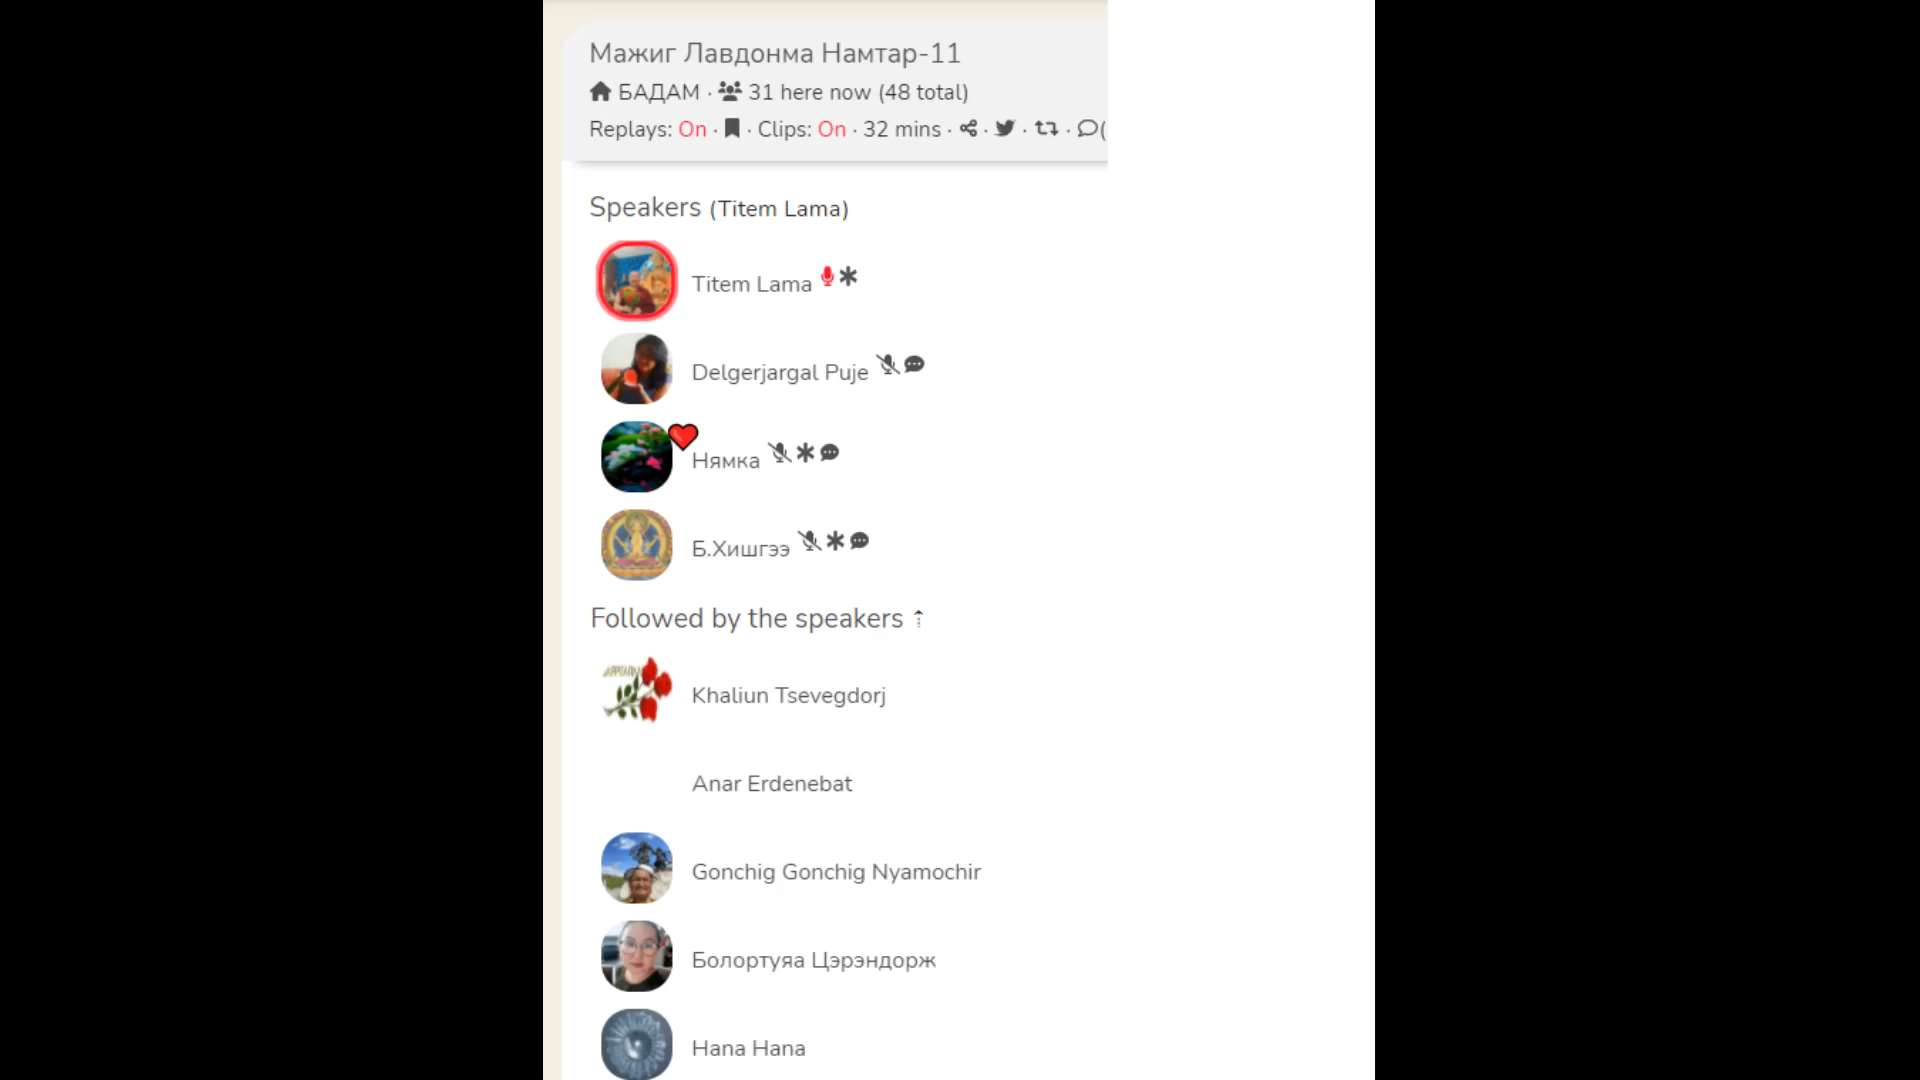 Мажиг Лавдонма Намтар-11
БАДАМ · 31 here now (48 total)
Replays: On · · Clips: On · 32 mins · · · · (
Speakers (Titem Lama)
Titem Lama
Delgerjargal Puje
Нямка
Б.Хишгээ
Followed by the speakers ⇡
Khaliun Tsevegdorj
Anar Erdenebat
Gonchig Gonchig Nyamochir
Болортуяа Цэрэндорж
Hana Hana